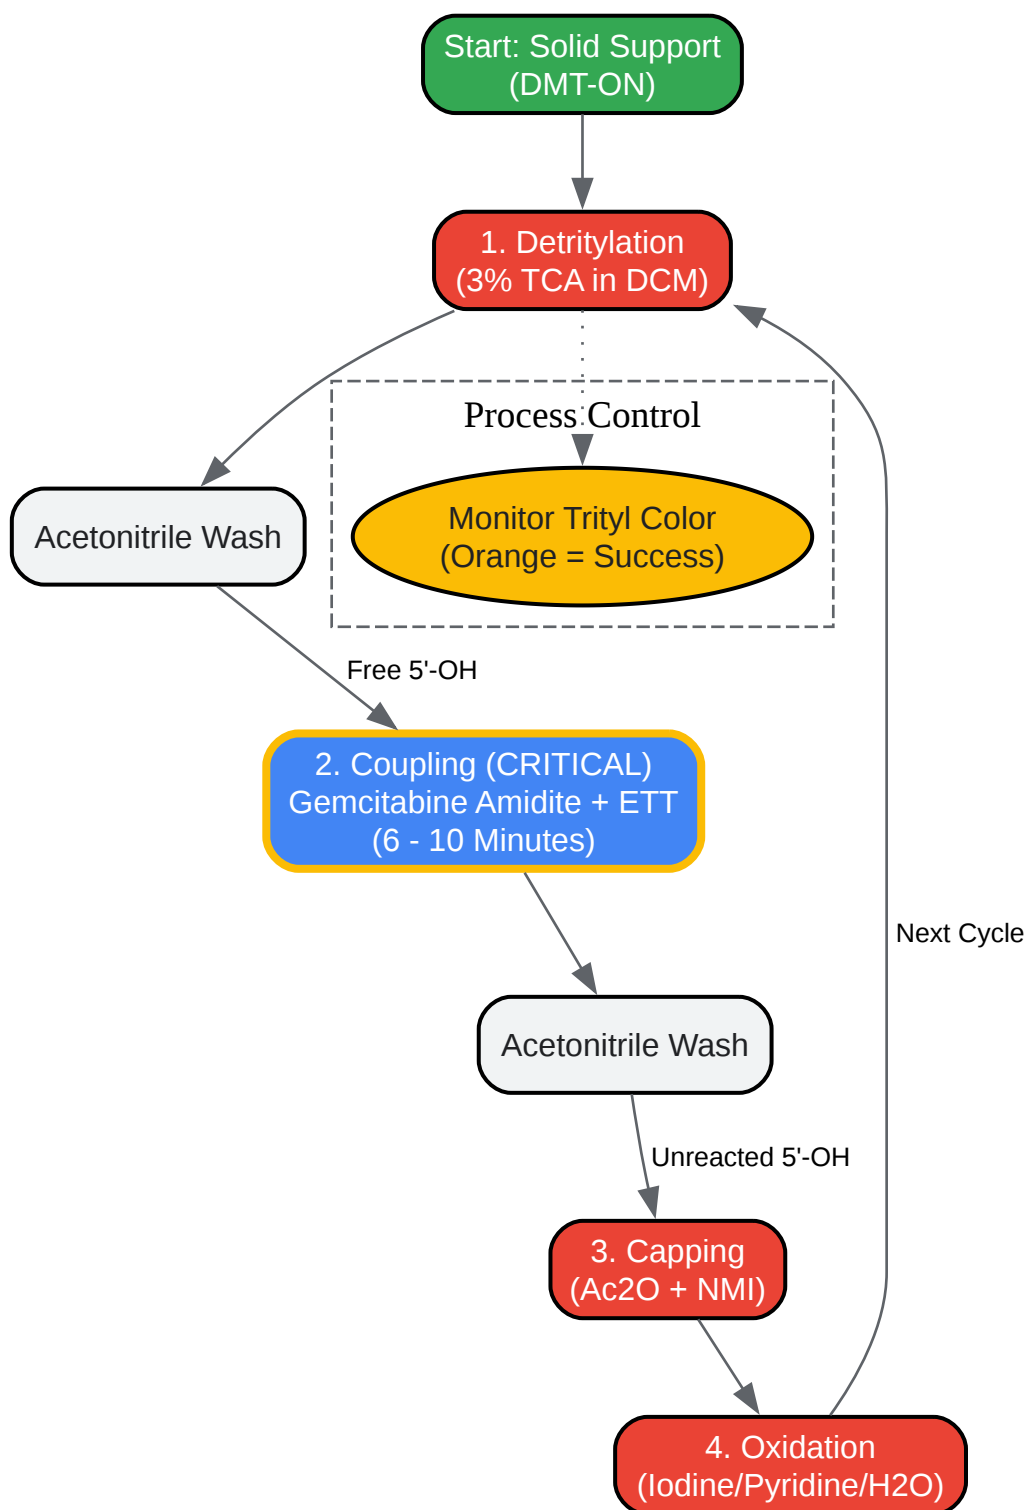 Start: Solid Support
(DMT-ON)
1. Detritylation
(3% TCA in DCM)
Process Control
Monitor Trityl Color
(Orange = Success)
Acetonitrile Wash
Free 5'-OH
2. Coupling (CRITICAL)
Gemcitabine Amidite + ETT
(6 - 10 Minutes)
Next Cycle
Acetonitrile Wash
Unreacted 5'-OH
3. Capping
(Ac2O + NMI)
4. Oxidation
(Iodine/Pyridine/H2O)